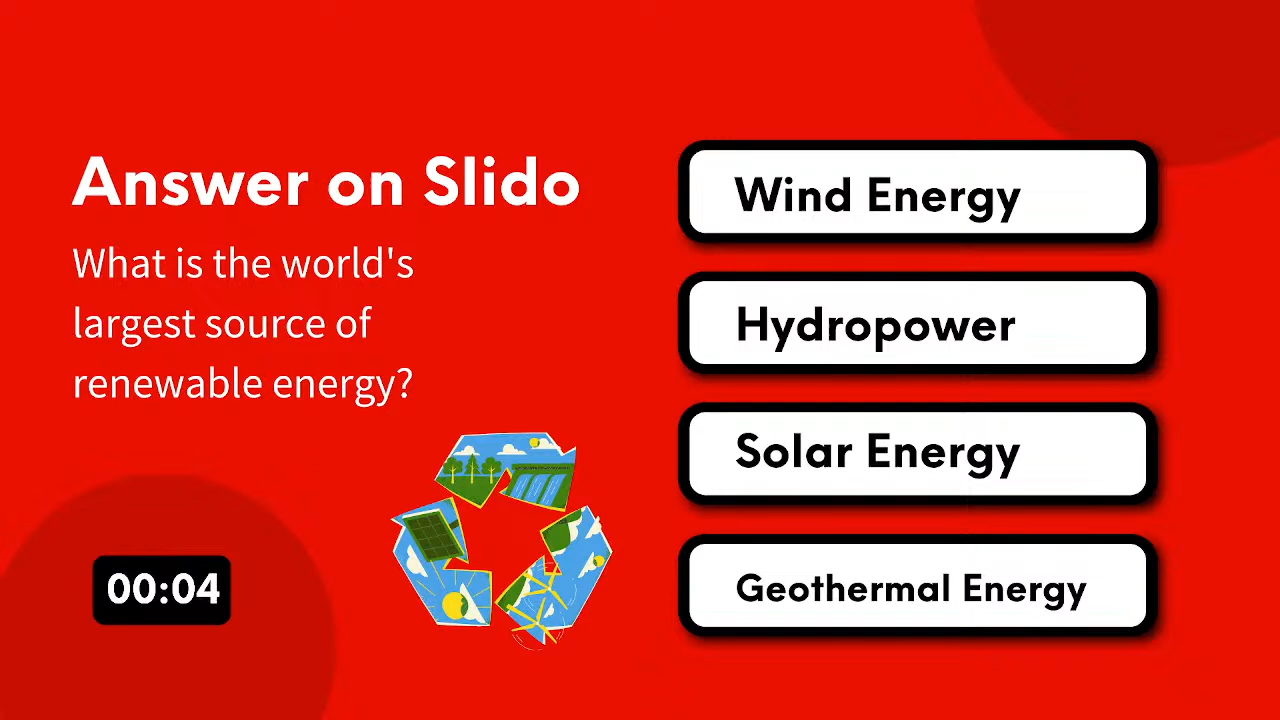 Answer on Slido
What is the world's
largest source of
renewable energy?
00:04
Wind Energy
Hydropower
Solar Energy
Geothermal Energy